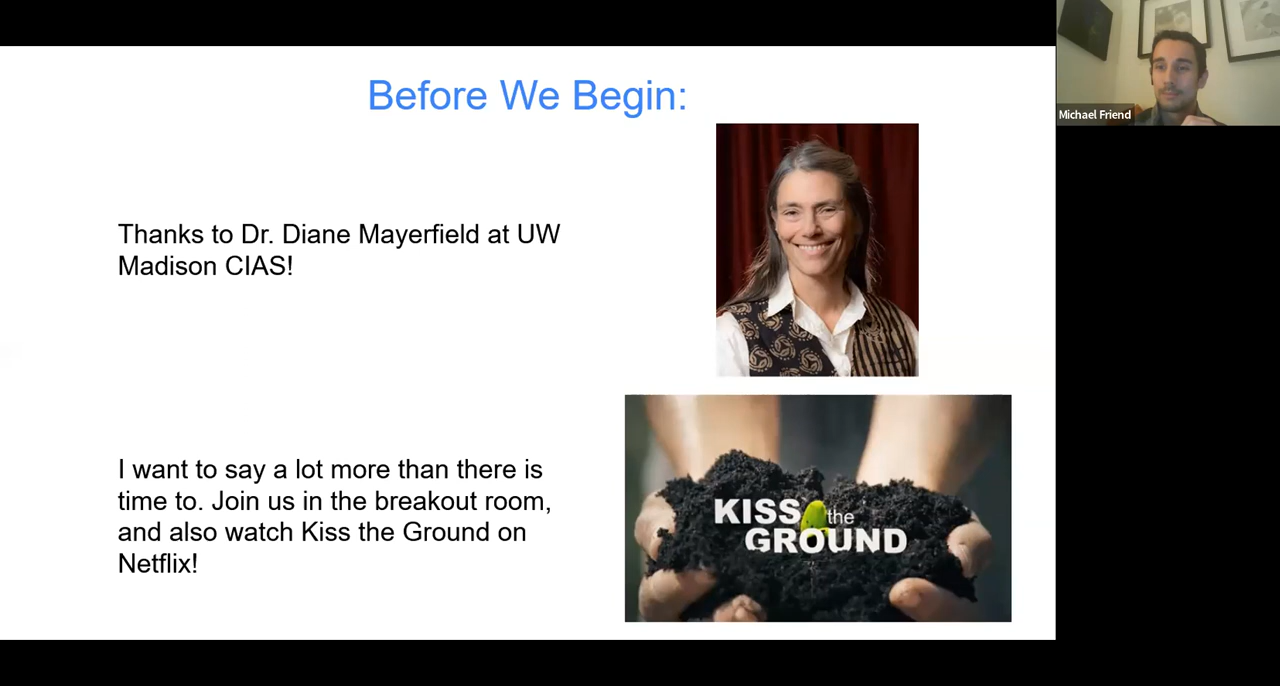 Before We Begin:
Michael Friend
Thanks to Dr. Diane Mayerfield at UW
Madison CIAS!
I want to say a lot more than there is
time to. Join us in the breakout room,
and also watch Kiss the Ground on
Netflix!
KISS the
GROUND